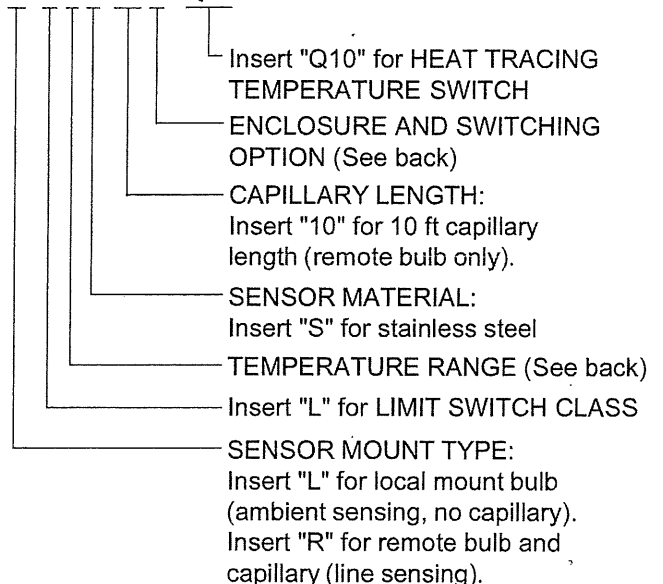 Insert "Q10" for HEAT TRACING
TEMPERATURE SWITCH
ENCLOSURE AND SWITCHING
OPTION (See back)
CAPILLARY LENGTH:
Insert "10" for 10 ft capillary
length (remote bulb only).
SENSOR MATERIAL:
Insert "S" for stainless steel
TEMPERATURE RANGE (See back)
Insert "L" for LIMIT SWITCH CLASS
SENSOR MOUNT TYPE:
Insert "L" for local mount bulb
(ambient sensing, no capillary).
Insert "R" for remote bulb and
capillary (line sensing).